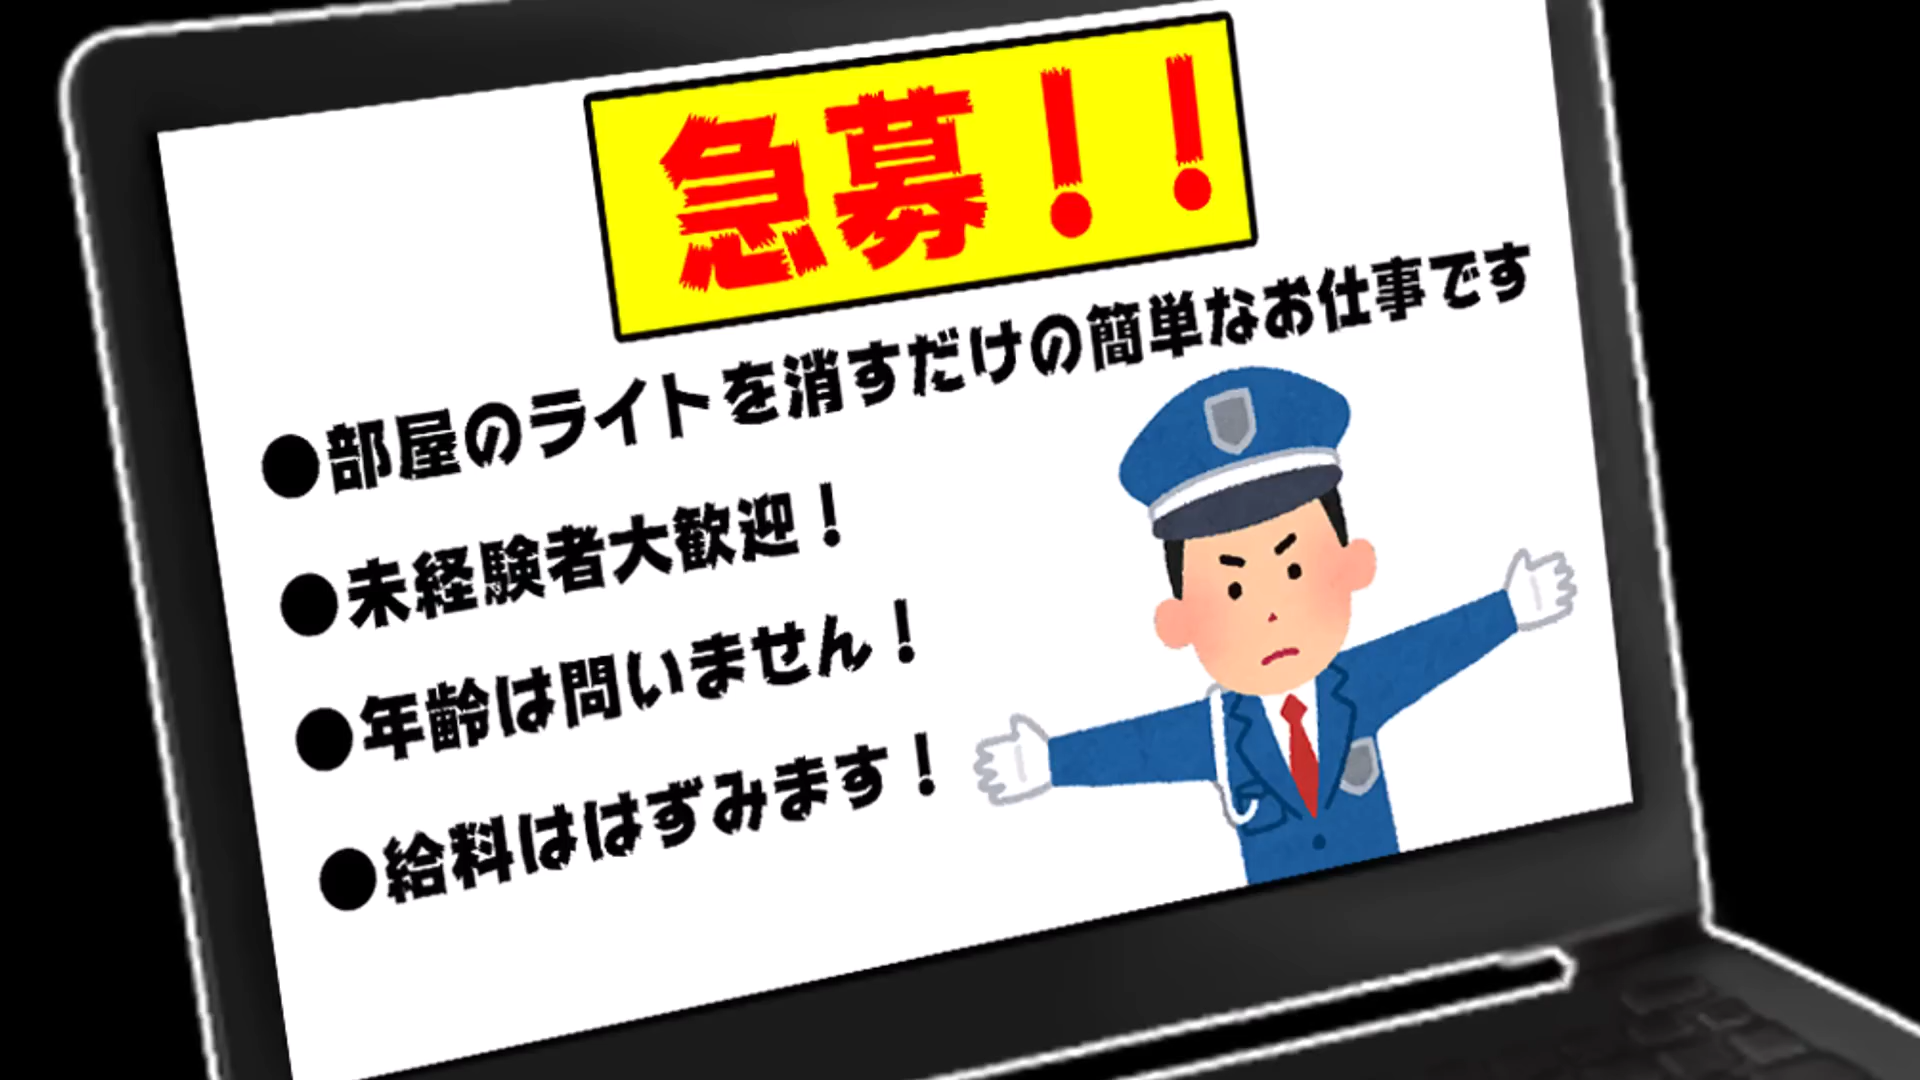 急募！！
●部屋のライトを消すだけの簡単なお仕事です
●未経験者大歓迎！
●年齢は問いません！
●給料ははずみます！